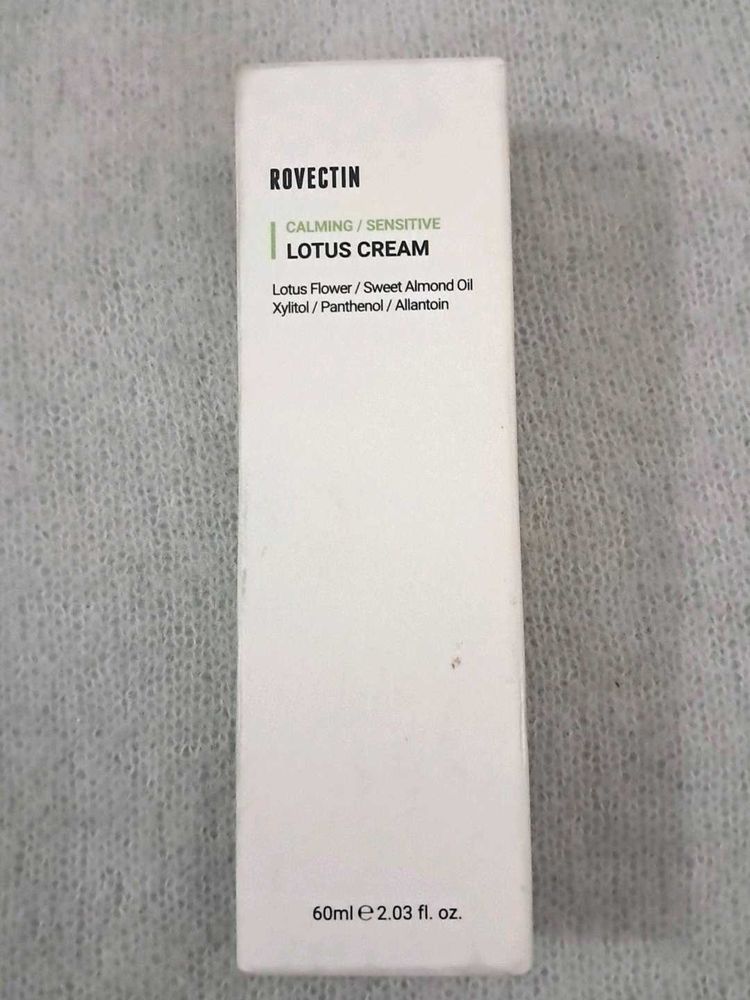 ROVECTIN
CALMING / SENSITIVE
LOTUS CREAM
Lotus Flower / Sweet Almond Oil
Xylitol / Panthenol / Allantoin
60ml ℮ 2.03 fl. oz.